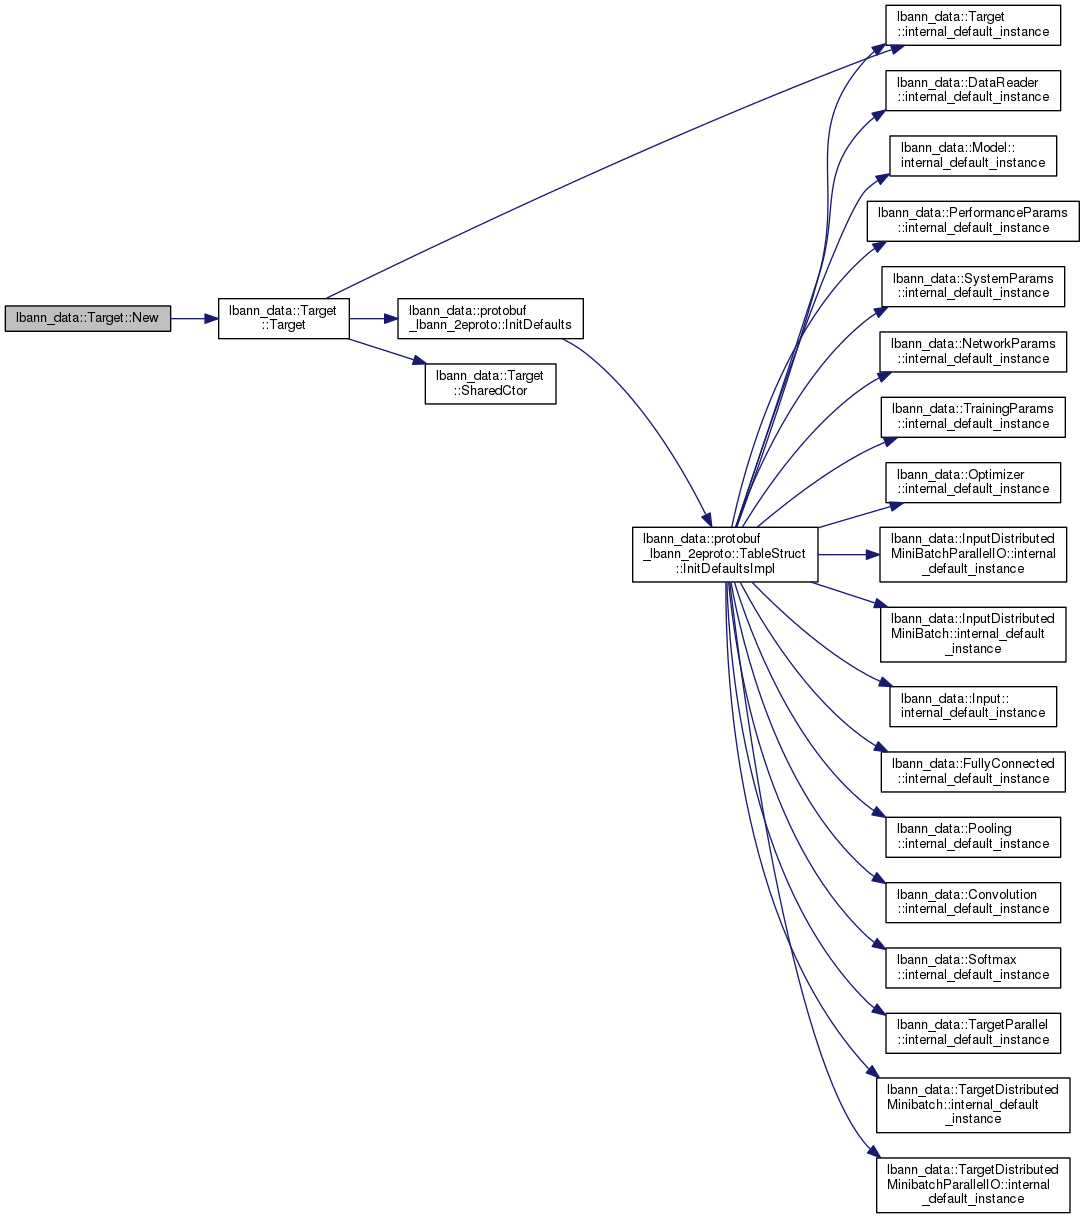 lbann_data::Target::New
lbann_data::Target
::Target
lbann_data::protobuf
_lbann_2eproto::InitDefaults
lbann_data::Target
::SharedCtor
lbann_data::protobuf
_lbann_2eproto::TableStruct
::InitDefaultsImpl
lbann_data::Target
::internal_default_instance
lbann_data::DataReader
::internal_default_instance
lbann_data::Model::
internal_default_instance
lbann_data::PerformanceParams
::internal_default_instance
lbann_data::SystemParams
::internal_default_instance
lbann_data::NetworkParams
::internal_default_instance
lbann_data::TrainingParams
::internal_default_instance
lbann_data::Optimizer
::internal_default_instance
lbann_data::InputDistributed
MiniBatchParallelIO::internal
_default_instance
lbann_data::InputDistributed
MiniBatch::internal_default
_instance
lbann_data::Input::
internal_default_instance
lbann_data::FullyConnected
::internal_default_instance
lbann_data::Pooling
::internal_default_instance
lbann_data::Convolution
::internal_default_instance
lbann_data::Softmax
::internal_default_instance
lbann_data::TargetParallel
::internal_default_instance
lbann_data::TargetDistributed
Minibatch::internal_default
_instance
lbann_data::TargetDistributed
MinibatchParallelIO::internal
_default_instance